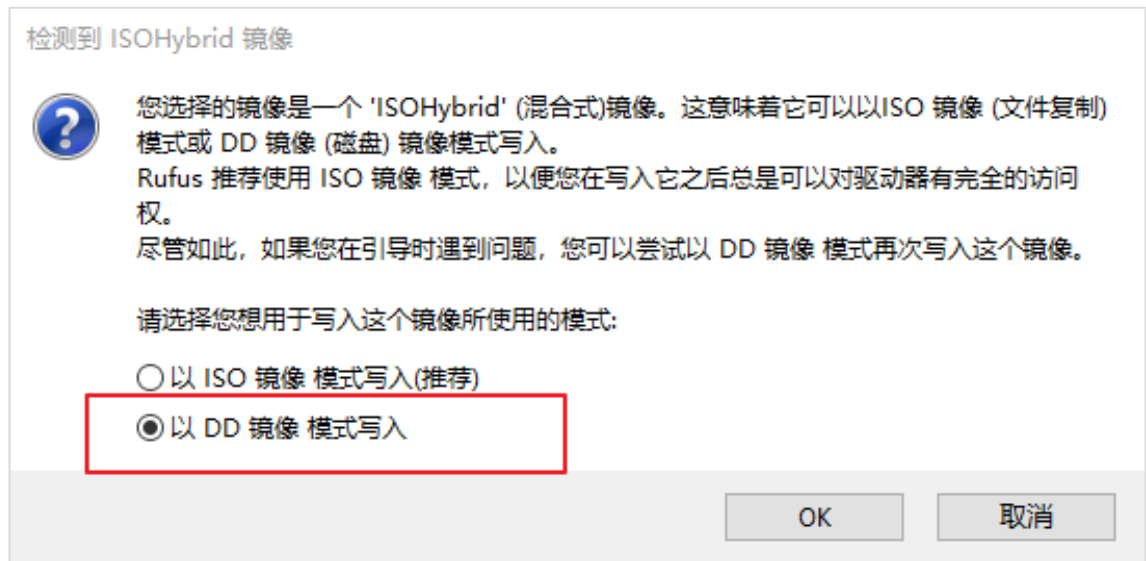 检测到 ISOHybrid 镜像
您选择的镜像是一个 'ISOHybrid' (混合式)镜像。这意味着它可以以ISO 镜像 (文件复制)
模式或 DD 镜像 (磁盘) 镜像模式写入。
Rufus 推荐使用 ISO 镜像 模式，以便您在写入它之后总是可以对驱动器有完全的访问
权。
尽管如此，如果您在引导时遇到问题，您可以尝试以 DD 镜像 模式再次写入这个镜像。
请选择您想用于写入这个镜像所使用的模式:
以 ISO 镜像 模式写入(推荐)
以 DD 镜像 模式写入
OK 取消